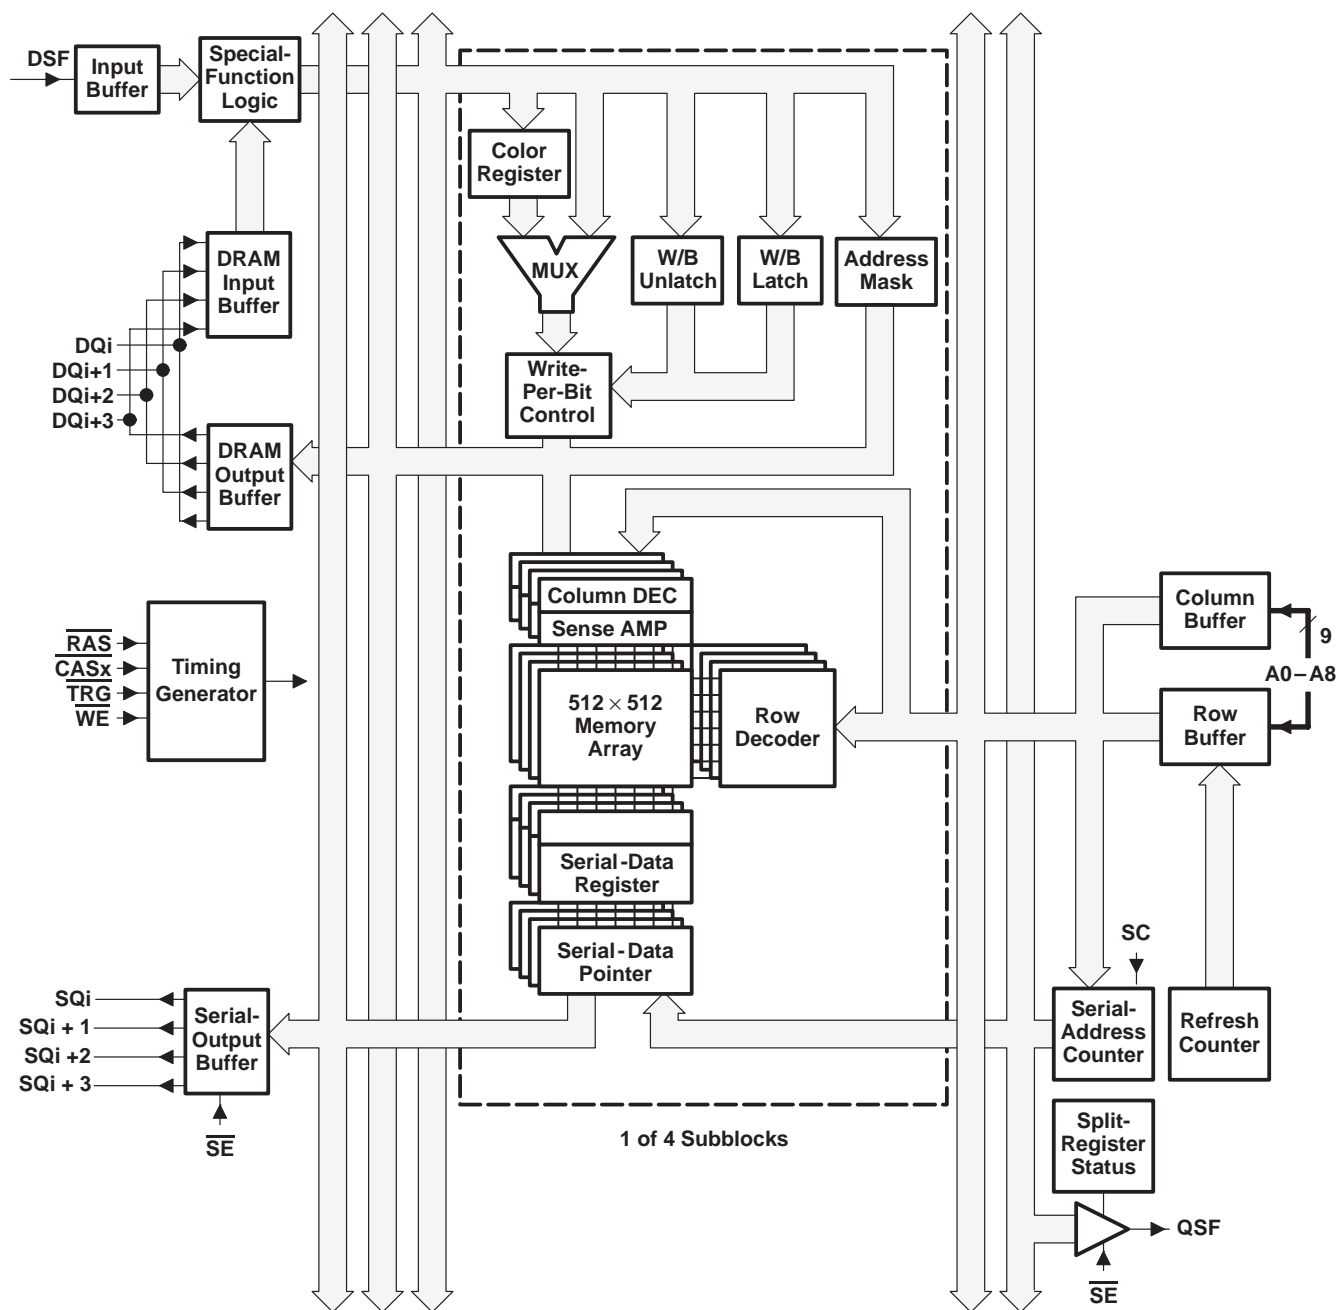 DSF
Input
Buffer
Special-
Function
Logic
Color
Register
MUX
W/B
Unlatch
W/B
Latch
Address
Mask
DRAM
Input
Buffer
DQi
DQi+1
DQi+2
DQi+3
Write-
Per-Bit
Control
DRAM
Output
Buffer
Column DEC
Sense AMP
RAS
CASx
TRG
WE
Timing
Generator
512 × 512
Memory
Array
Row
Decoder
Column
Buffer
9
A0–A8
Row
Buffer
Serial-Data
Register
Serial-Data
Pointer
SC
SQi
SQi + 1
SQi +2
SQi + 3
Serial-
Output
Buffer
SE
Serial-
Address
Counter
Refresh
Counter
1 of 4 Subblocks
Split-
Register
Status
QSF
SE